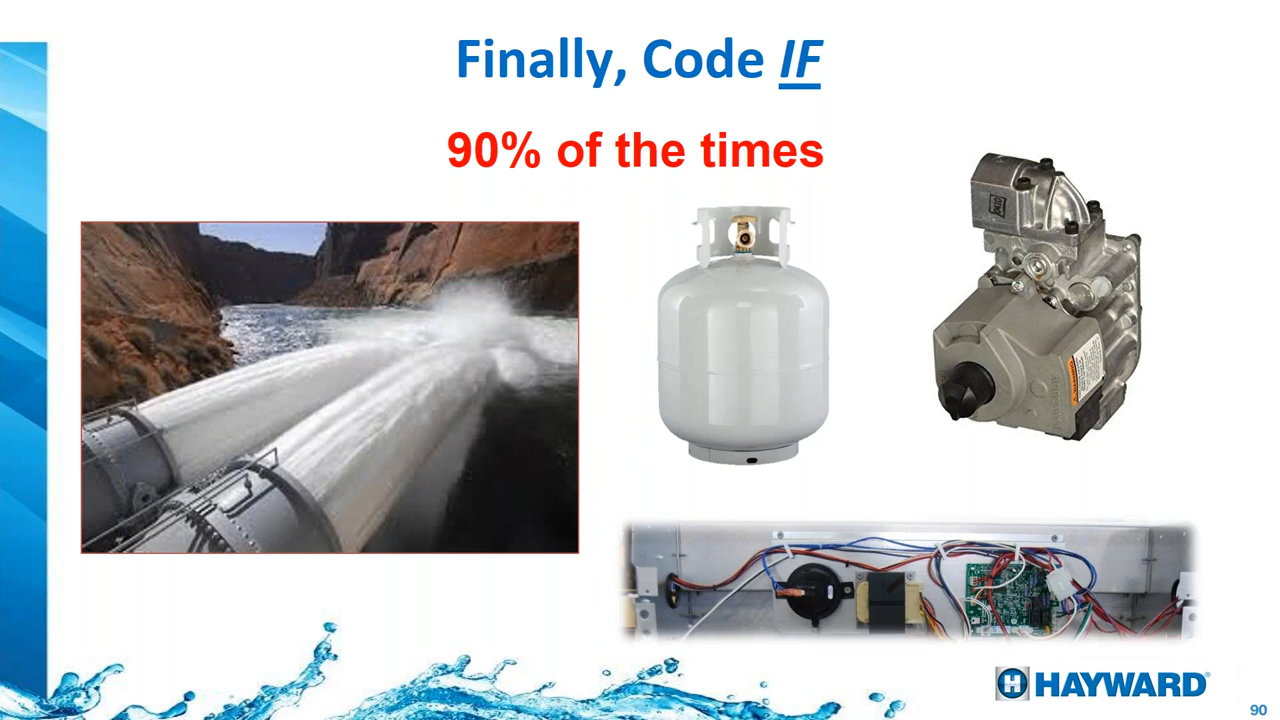 Finally, Code IF
90% of the times
HAYWARD
90